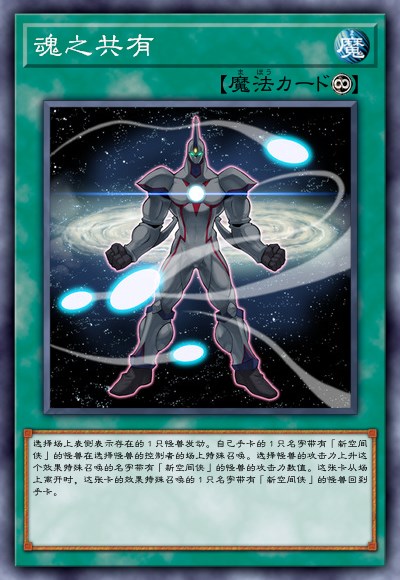 魂之共有
魔
まほう
【魔法カード】
选择场上表侧表示存在的1只怪兽发动。自己手卡的1只名字带有「新空间
侠」的怪兽在选择怪兽的控制者的场上特殊召唤。选择怪兽的攻击力上升这
个效果特殊召唤的名字带有「新空间侠」的怪兽的攻击力数值。这张卡从场
上离开时,这张卡的效果特殊召唤的名字带有「新空间侠」的怪兽回到
手卡。